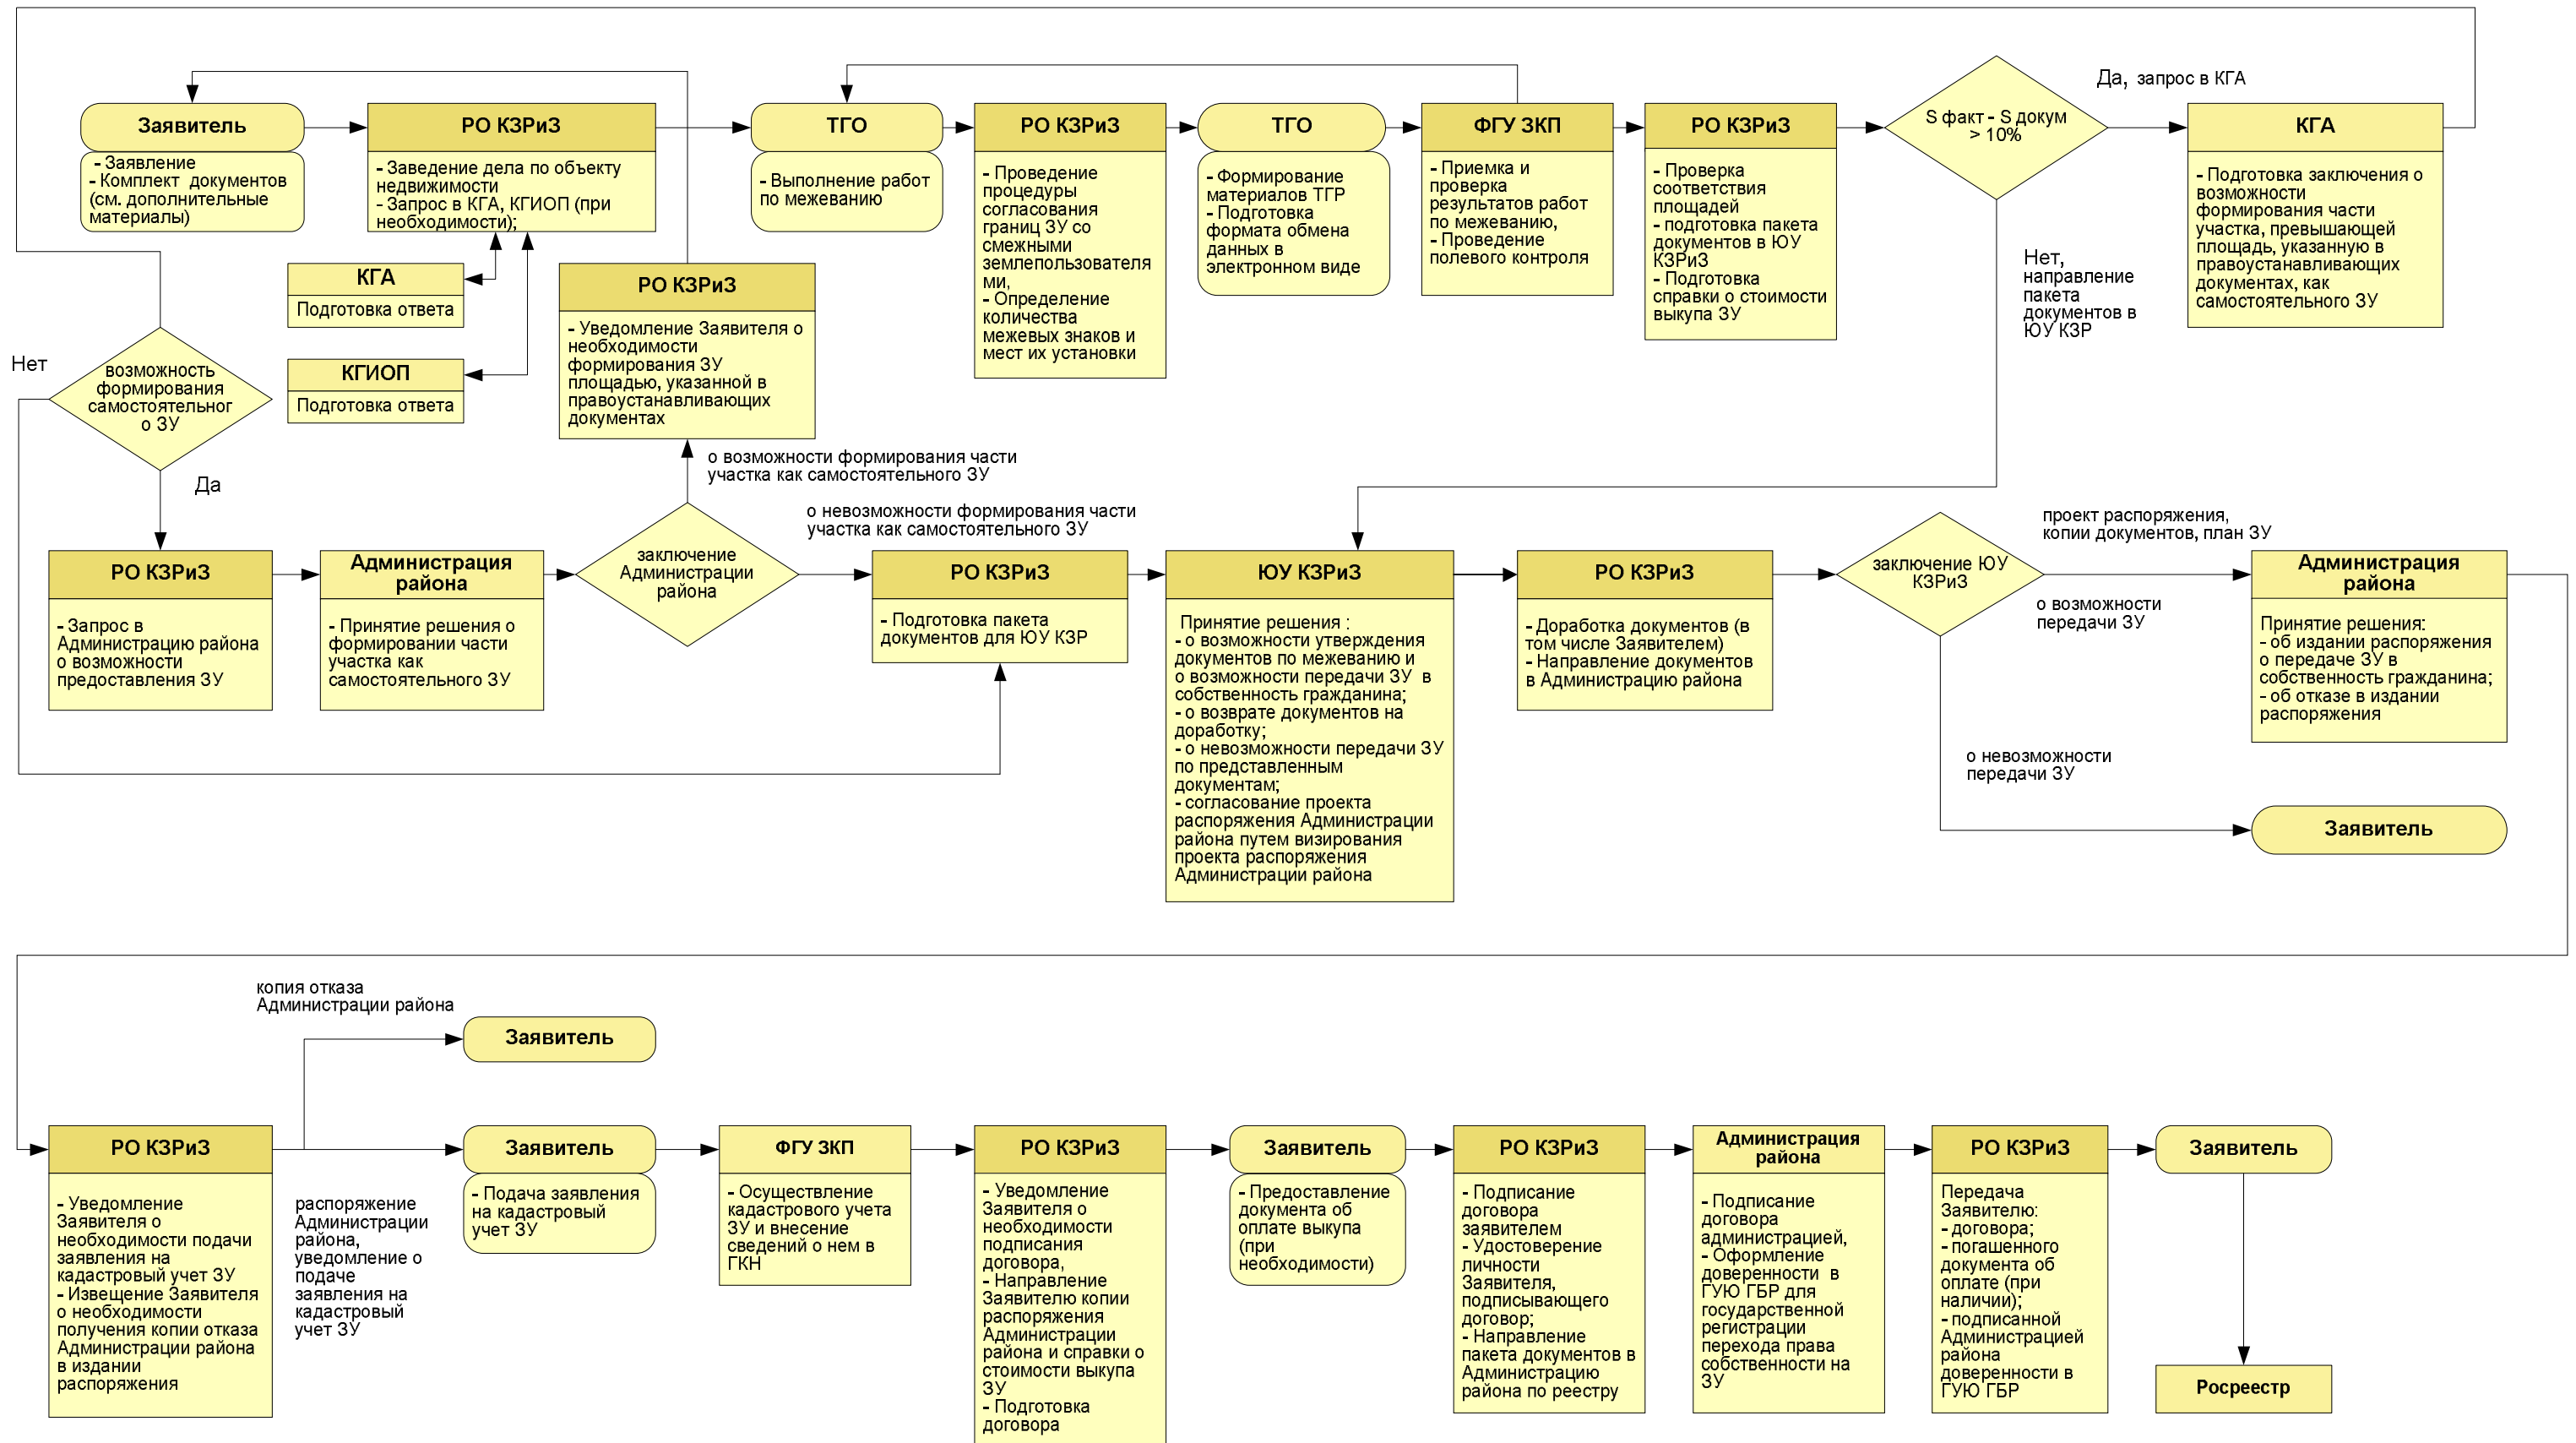 Заявитель
- Заявление
- Комплект документов
(см. дополнительные
материалы)
РО КЗРиЗ
- Заведение дела по объекту
недвижимости
- Запрос в КГА, КГИОП (при
необходимости);
КГА
Подготовка ответа
КГИОП
Подготовка ответа
РО КЗРиЗ
- Уведомление Заявителя о
необходимости
формирования ЗУ
площадью, указанной в
правоустанавливающих
документах
ТГО
- Выполнение работ
по межеванию
РО КЗРиЗ
- Проведение
процедуры
согласования
границ ЗУ со
смежными
землепользователя
ми,
- Определение
количества
межевых знаков и
мест их установки
ТГО
- Формирование
материалов ТГР
- Подготовка
формата обмена
данных в
электронном виде
ФГУ ЗКП
- Приемка и
проверка
результатов работ
по межеванию,
- Проведение
полевого контроля
РО КЗРиЗ
- Проверка
соответствия
площадей
- подготовка пакета
документов в ЮУ
КЗРиЗ
- Подготовка
справки о стоимости
выкупа ЗУ
S факт - S докум
> 10%
Да, запрос в КГА
Нет,
направление
пакета
документов в
ЮУ КЗР
КГА
- Подготовка заключения о
возможности
формирования части
участка, превышающей
площадь, указанную в
правоустанавливающих
документах, как
самостоятельного ЗУ
Нет
возможность
формирования
самостоятельног
о ЗУ
Да
РО КЗРиЗ
- Запрос в
Администрацию района
о возможности
предоставления ЗУ
Администрация
района
- Принятие решения о
формировании части
участка как
самостоятельного ЗУ
заключение
Администрации
района
о возможности формирования части
участка как самостоятельного ЗУ
о невозможности формирования части
участка как самостоятельного ЗУ
РО КЗРиЗ
- Подготовка пакета
документов для ЮУ КЗР
ЮУ КЗРиЗ
Принятие решения :
- о возможности утверждения
документов по межеванию и
о возможности передачи ЗУ в
собственность гражданина;
- о возврате документов на
доработку;
- о невозможности передачи ЗУ
по представленным
документам;
- согласование проекта
распоряжения Администрации
района путем визирования
проекта распоряжения
Администрации района
РО КЗРиЗ
- Доработка документов (в
том числе Заявителем)
- Направление документов
в Администрацию района
заключение ЮУ
КЗРиЗ
проект распоряжения,
копии документов, план ЗУ
о возможности
передачи ЗУ
о невозможности
передачи ЗУ
Администрация
района
Принятие решения:
- об издании распоряжения
о передаче ЗУ в
собственность гражданина;
- об отказе в издании
распоряжения
Заявитель
РО КЗРиЗ
- Уведомление
Заявителя о
необходимости подачи
заявления на
кадастровый учет ЗУ
- Извещение Заявителя
о необходимости
получения копии отказа
Администрации района
в издании
распоряжения
копия отказа
Администрации района
Заявитель
распоряжение
Администрации
района,
уведомление о
подаче
заявления на
кадастровый
учет ЗУ
Заявитель
- Подача заявления
на кадастровый
учет ЗУ
ФГУ ЗКП
- Осуществление
кадастрового учета
ЗУ и внесение
сведений о нем в
ГКН
РО КЗРиЗ
- Уведомление
Заявителя о
необходимости
подписания
договора,
- Направление
Заявителю копии
распоряжения
Администрации
района и справки о
стоимости выкупа
ЗУ
- Подготовка
договора
Заявитель
- Предоставление
документа об
оплате выкупа
(при
необходимости)
РО КЗРиЗ
- Подписание
договора
заявителем
- Удостоверение
личности
Заявителя,
подписывающего
договор;
- Направление
пакета документов в
Администрацию
района по реестру
Администрация
района
- Подписание
договора
администрацией,
- Оформление
доверенности в
ГУЮ ГБР для
государственной
регистрации
перехода права
собственности на
ЗУ
РО КЗРиЗ
Передача
Заявителю:
- договора;
- погашенного
документа об
оплате (при
наличии);
- подписанной
Администрацией
района
доверенности в
ГУЮ ГБР
Заявитель
Росреестр